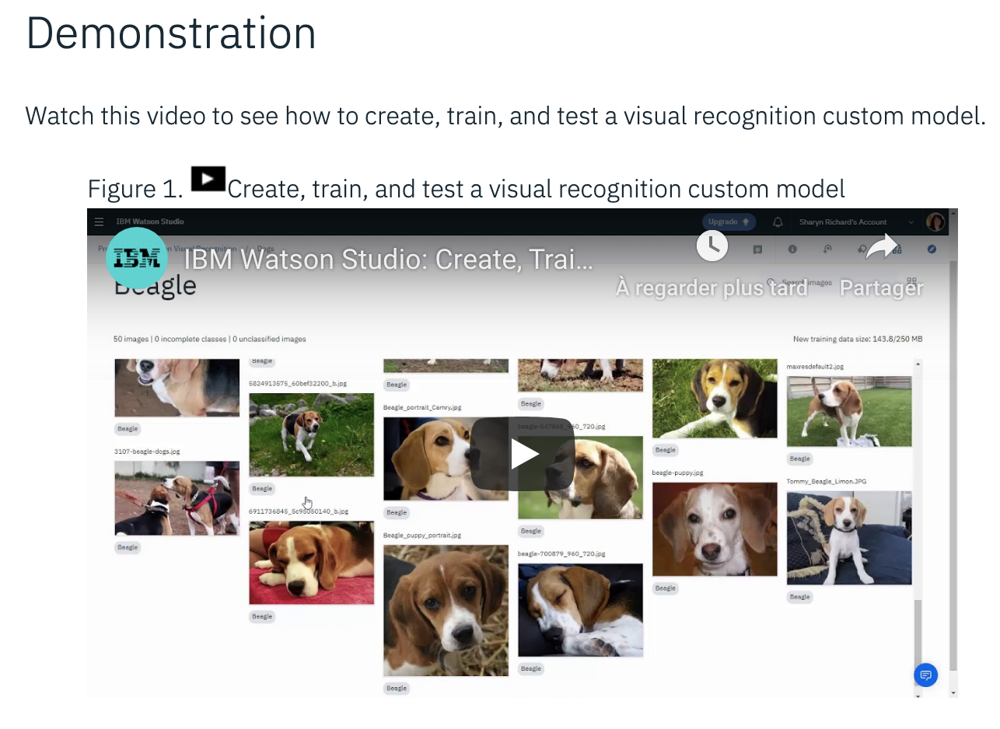 Demonstration
Watch this video to see how to create, train, and test a visual recognition custom model.
Figure 1. Create, train, and test a visual recognition custom model
IBM Watson Studio
Upgrade
Sharyn Richard's Account
n Visual Recognition / Dogs
IBM
IBM Watson Studio: Create, Trai...
Beagle
Search images
À regarder plus tard
Partager
50 images | 0 incomplete classes | 0 unclassified images
New training data size: 143.8/250 MB
Beagle
3107-beagle-dogs.jpg
Beagle
Beagle
5824913575_60bef32200_b.jpg
Beagle
6911736845_5c95050140_b.jpg
Beagle
Beagle
Beagle_portrait_Camry.jpg
Beagle
Beagle_puppy_portrait.jpg
Beagle
Beagle
60_720.jpg
Beagle
beagle-700879_960_720.jpg
Beagle
Beagle
beagle-puppy.jpg
Beagle
maxresdefault2.jpg
Beagle
Tommy_Beagle_Limon.JPG
Beagle